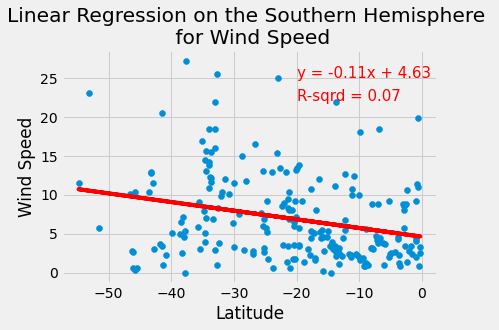 Linear Regression on the Southern Hemisphere
for Wind Speed
y = -0.11x + 4.63
R-sqrd = 0.07
Wind Speed
25
20
15
10
5
0
−50
−40
−30
−20
−10
0
Latitude